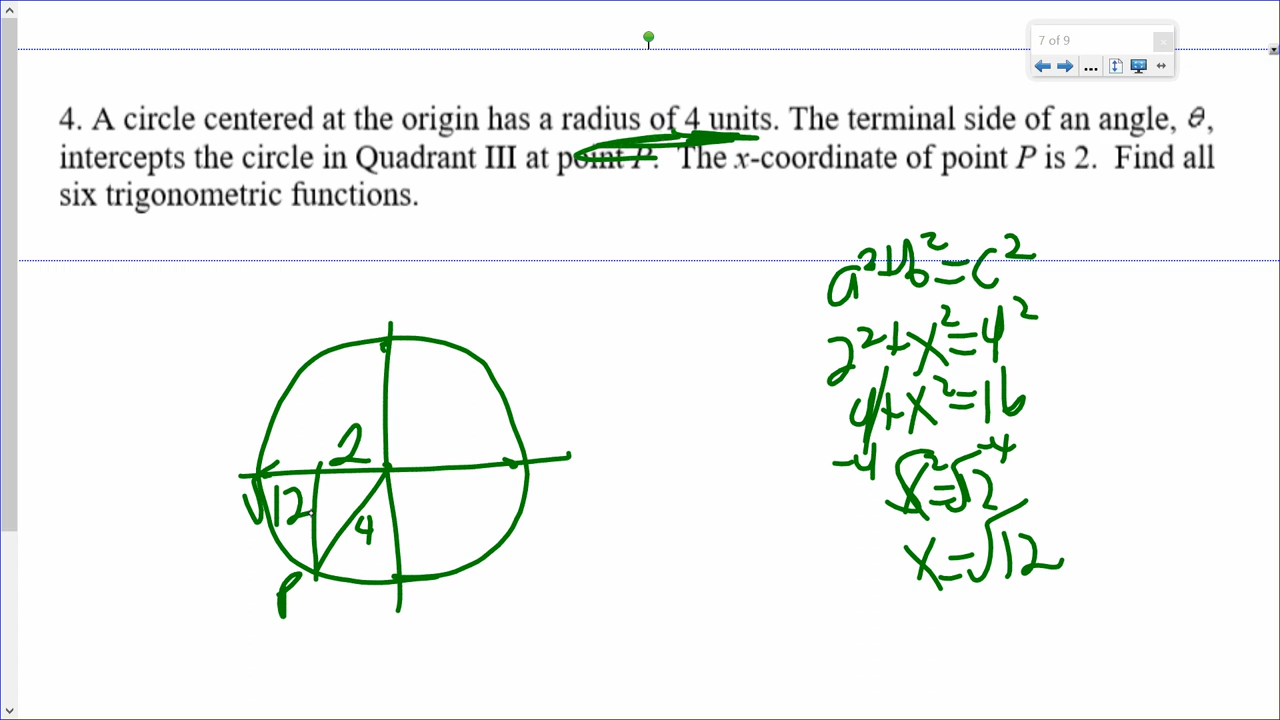 7 of 9
4. A circle centered at the origin has a radius of 4 units. The terminal side of an angle, θ,
intercepts the circle in Quadrant III at point P. The x-coordinate of point P is 2. Find all
six trigonometric functions.
a²+b²=c²
2²+x²=4²
4+x²=16
-4 -4
√x²=√12
x=√12
2
√12
4
P